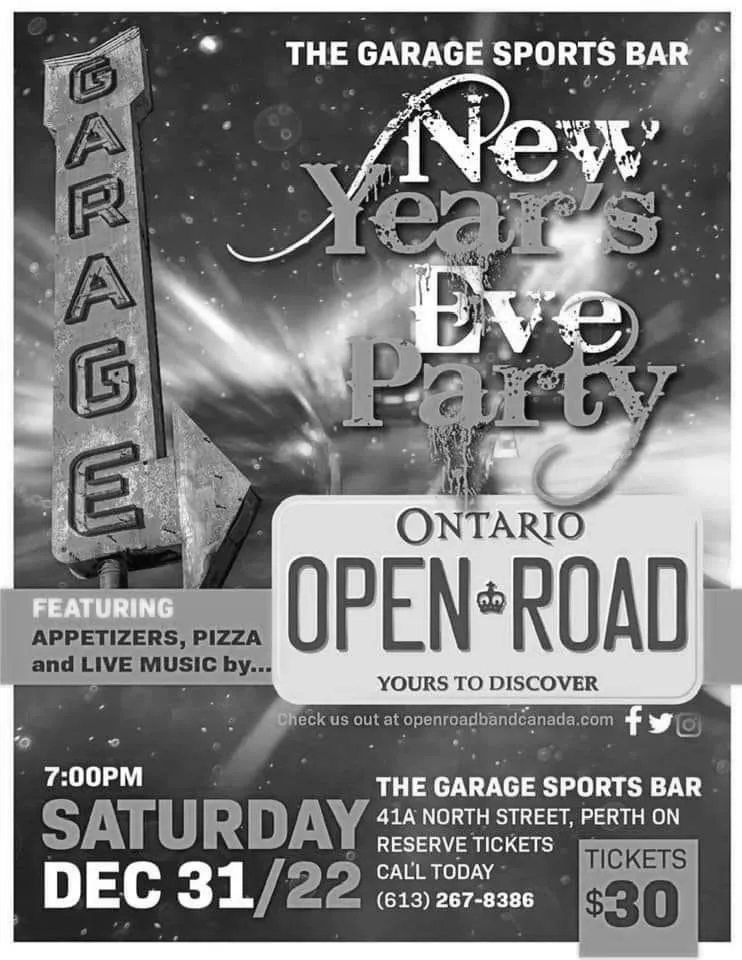 GARAGE
THE GARAGE SPORTS BAR
New
Year's
Eve
Party
ONTARIO
OPEN ROAD
YOURS TO DISCOVER
FEATURING
APPETIZERS, PIZZA
and LIVE MUSIC by...
Check us out at openroadbandcanada.com
7:00PM
SATURDAY
DEC 31/22
THE GARAGE SPORTS BAR
41A NORTH STREET, PERTH ON
RESERVE TICKETS
CALL TODAY
(613) 267-8386
TICKETS
$30